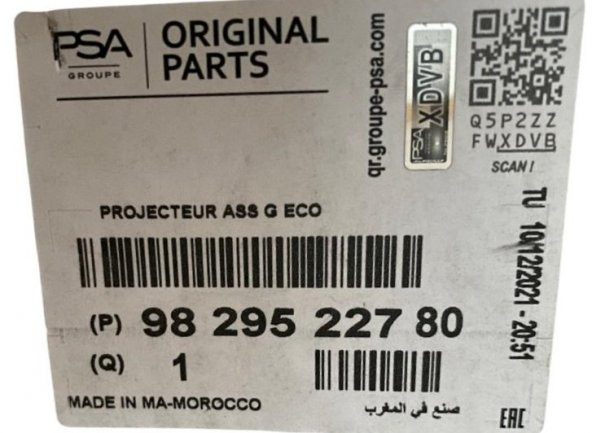 PSA
GROUPE
ORIGINAL
PARTS
qr.groupe-psa.com
PSA XDVB
Q5P2ZZ
FWXDVB
SCAN !
TU 10/12/2021 - 20:51
PROJECTEUR ASS G ECO
(P) 98 295 227 80
(Q) 1
MADE IN MA-MOROCCO
صنع في المغرب
EAC